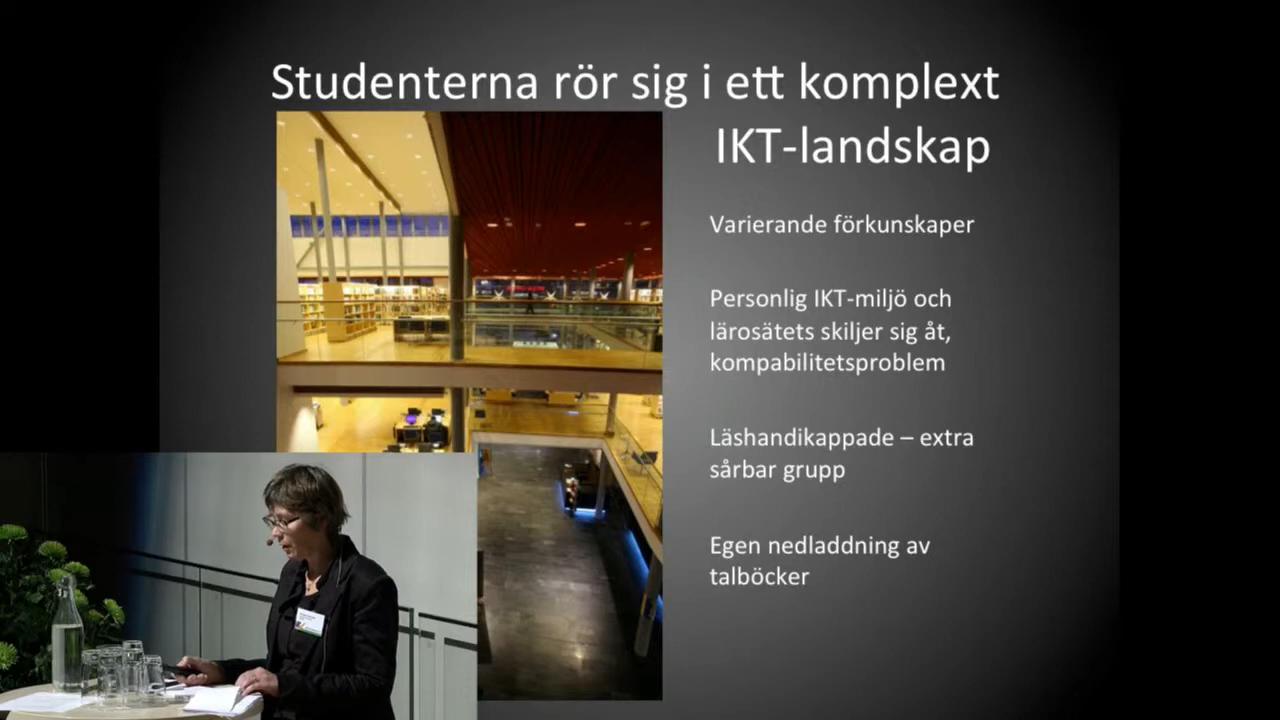 Studenterna rör sig i ett komplext
IKT-landskap
Varierande förkunskaper
Personlig IKT-miljö och
lärosätets skiljer sig åt,
kompabilitetsproblem
Läshandikappade – extra
sårbar grupp
Egen nedladdning av
talböcker